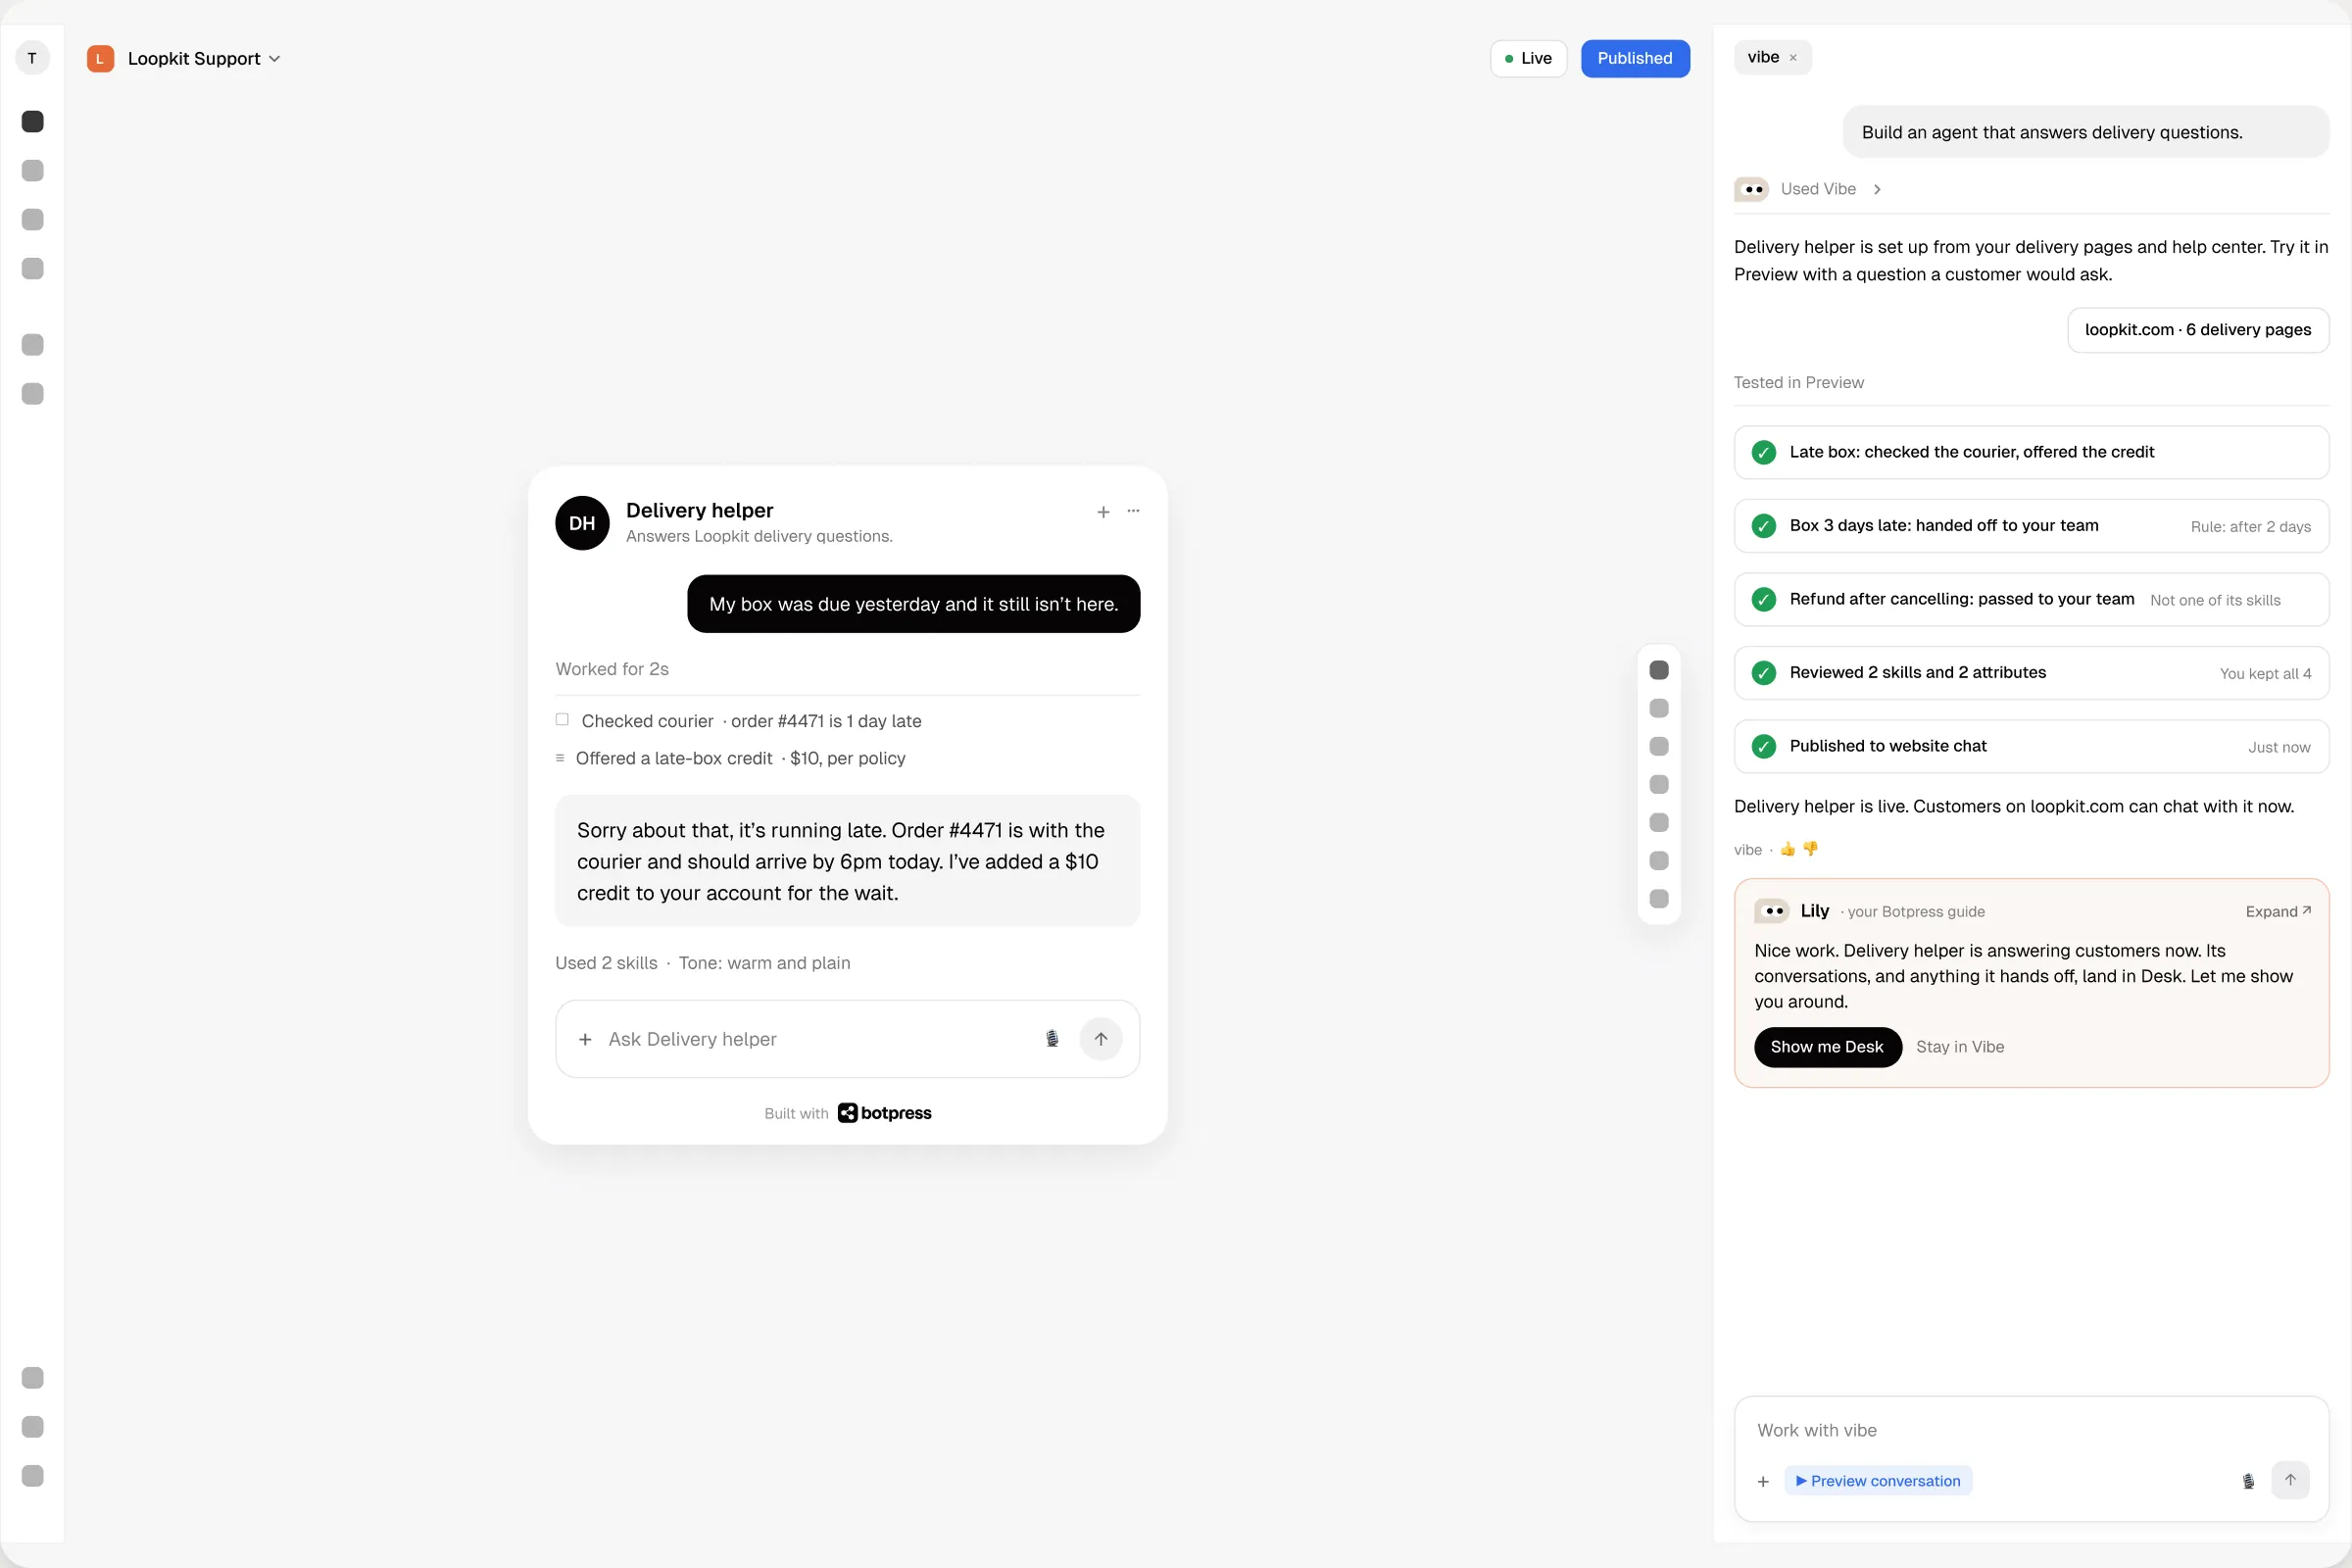 T
L
Loopkit Support
Live
Published
DH
Delivery helper
Answers Loopkit delivery questions.
My box was due yesterday and it still isn’t here.
Worked for 2s
Checked courier · order #4471 is 1 day late
Offered a late-box credit · $10, per policy
Sorry about that, it’s running late. Order #4471 is with the
courier and should arrive by 6pm today. I’ve added a $10
credit to your account for the wait.
Used 2 skills · Tone: warm and plain
Ask Delivery helper
Built with botpress
vibe ×
Build an agent that answers delivery questions.
Used Vibe
Delivery helper is set up from your delivery pages and help center. Try it in
Preview with a question a customer would ask.
loopkit.com · 6 delivery pages
Tested in Preview
Late box: checked the courier, offered the credit
Box 3 days late: handed off to your team Rule: after 2 days
Refund after cancelling: passed to your team Not one of its skills
Reviewed 2 skills and 2 attributes You kept all 4
Published to website chat Just now
Delivery helper is live. Customers on loopkit.com can chat with it now.
vibe · 👍 👎
Lily · your Botpress guide Expand ↗
Nice work. Delivery helper is answering customers now. Its
conversations, and anything it hands off, land in Desk. Let me show
you around.
Show me Desk Stay in Vibe
Work with vibe
Preview conversation